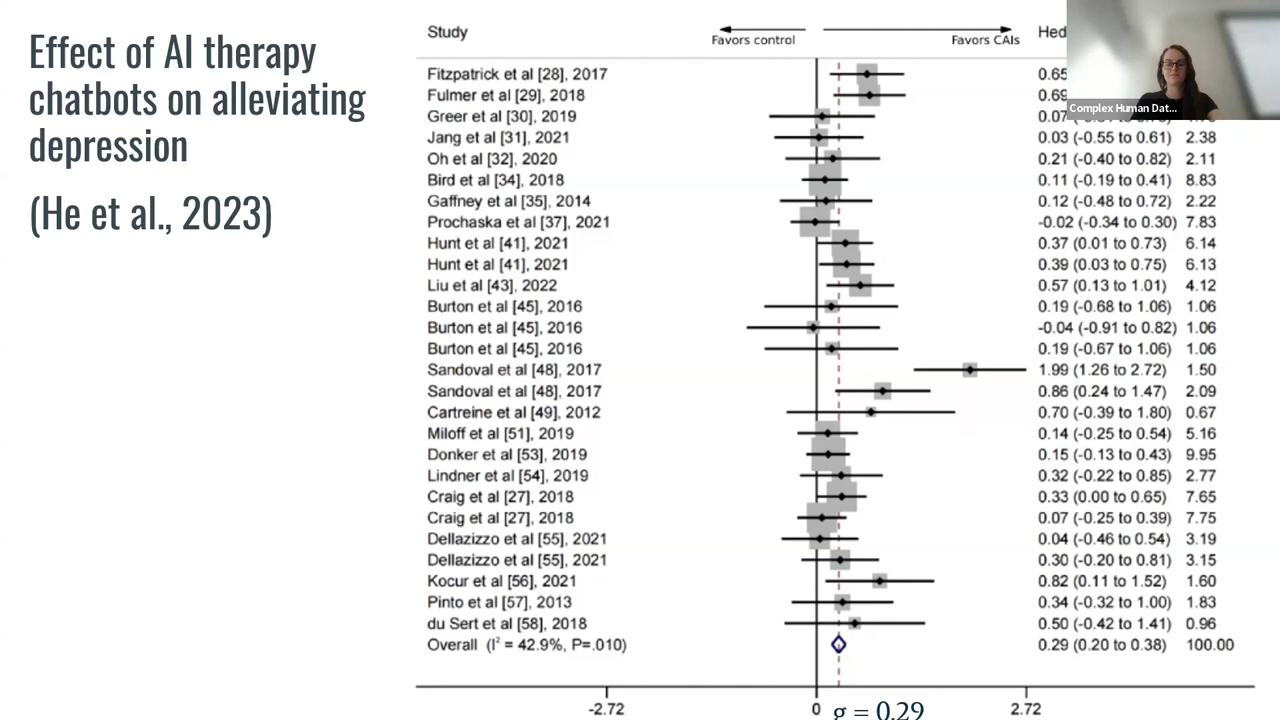 Effect of AI therapy
chatbots on alleviating
depression
(He et al., 2023)
Study
Favors control
Favors CAIs
Complex Human Dat...
Fitzpatrick et al [28], 2017 0.65
Fulmer et al [29], 2018 0.69
Greer et al [30], 2019 0.07
Jang et al [31], 2021 0.03 (-0.55 to 0.61) 2.38
Oh et al [32], 2020 0.21 (-0.40 to 0.82) 2.11
Bird et al [34], 2018 0.11 (-0.19 to 0.41) 8.83
Gaffney et al [35], 2014 0.12 (-0.48 to 0.72) 2.22
Prochaska et al [37], 2021 -0.02 (-0.34 to 0.30) 7.83
Hunt et al [41], 2021 0.37 (0.01 to 0.73) 6.14
Hunt et al [41], 2021 0.39 (0.03 to 0.75) 6.13
Liu et al [43], 2022 0.57 (0.13 to 1.01) 4.12
Burton et al [45], 2016 0.19 (-0.68 to 1.06) 1.06
Burton et al [45], 2016 -0.04 (-0.91 to 0.82) 1.06
Burton et al [45], 2016 0.19 (-0.67 to 1.06) 1.06
Sandoval et al [48], 2017 1.99 (1.26 to 2.72) 1.50
Sandoval et al [48], 2017 0.86 (0.24 to 1.47) 2.09
Cartreine et al [49], 2012 0.70 (-0.39 to 1.80) 0.67
Miloff et al [51], 2019 0.14 (-0.25 to 0.54) 5.16
Donker et al [53], 2019 0.15 (-0.13 to 0.43) 9.95
Lindner et al [54], 2019 0.32 (-0.22 to 0.85) 2.77
Craig et al [27], 2018 0.33 (0.00 to 0.65) 7.65
Craig et al [27], 2018 0.07 (-0.25 to 0.39) 7.75
Dellazizzo et al [55], 2021 0.04 (-0.46 to 0.54) 3.19
Dellazizzo et al [55], 2021 0.30 (-0.20 to 0.81) 3.15
Kocur et al [56], 2021 0.82 (0.11 to 1.52) 1.60
Pinto et al [57], 2013 0.34 (-0.32 to 1.00) 1.83
du Sert et al [58], 2018 0.50 (-0.42 to 1.41) 0.96
Overall (I² = 42.9%, P=.010) 0.29 (0.20 to 0.38) 100.00
-2.72 0 2.72
g = 0.29